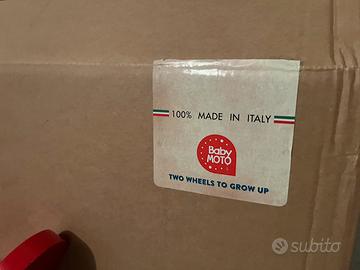 100% MADE IN ITALY
Baby
MOTO
TWO WHEELS TO GROW UP
subito